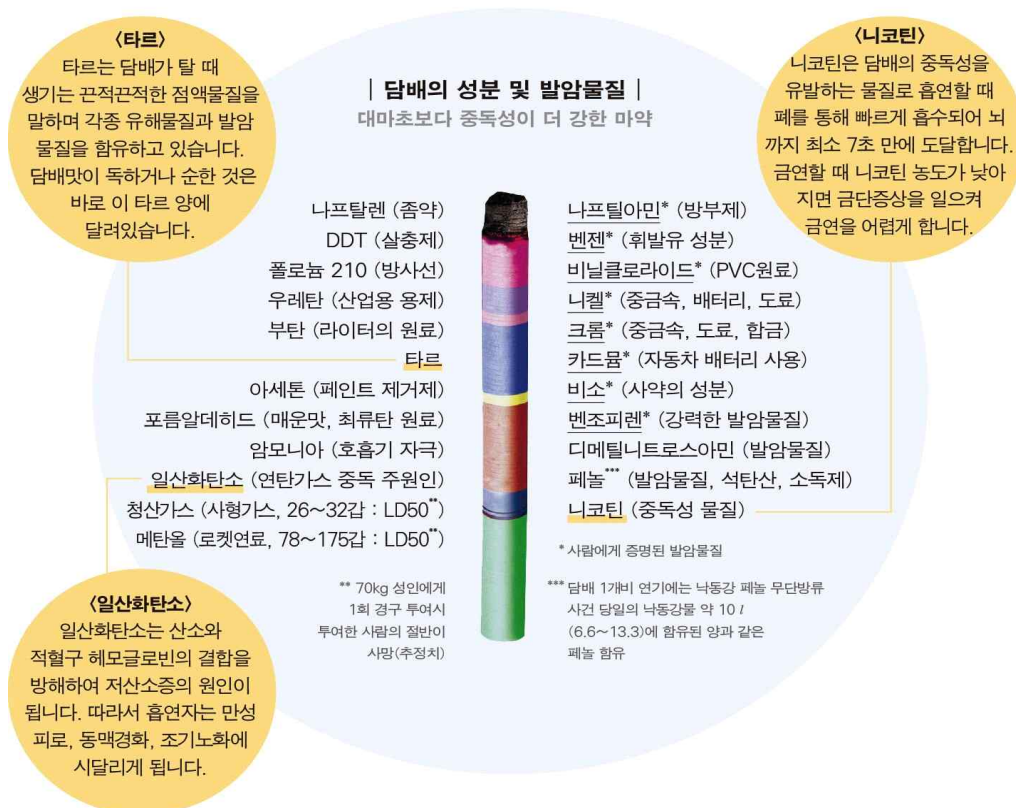 〈타르〉
타르는 담배가 탈 때
생기는 끈적끈적한 점액물질을
말하며 각종 유해물질과 발암
물질을 함유하고 있습니다.
담배맛이 독하거나 순한 것은
바로 이 타르 양에
달려있습니다.
| 담배의 성분 및 발암물질 |
대마초보다 중독성이 더 강한 마약
〈니코틴〉
니코틴은 담배의 중독성을
유발하는 물질로 흡연할 때
폐를 통해 빠르게 흡수되어 뇌
까지 최소 7초 만에 도달합니다.
금연할 때 니코틴 농도가 낮아
지면 금단증상을 일으켜
금연을 어렵게 합니다.
나프탈렌 (좀약)
DDT (살충제)
폴로늄 210 (방사선)
우레탄 (산업용 용제)
부탄 (라이터의 원료)
타르
아세톤 (페인트 제거제)
포름알데히드 (매운맛, 최류탄 원료)
암모니아 (호흡기 자극)
일산화탄소 (연탄가스 중독 주원인)
청산가스 (사형가스, 26~32갑 : LD50**)
메탄올 (로켓연료, 78~175갑 : LD50**)
** 70kg 성인에게
1회 경구 투여시
투여한 사람의 절반이
사망(추정치)
나프틸아민* (방부제)
벤젠* (휘발유 성분)
비닐클로라이드* (PVC원료)
니켈* (중금속, 배터리, 도료)
크롬* (중금속, 도료, 합금)
카드뮴* (자동차 배터리 사용)
비소* (사약의 성분)
벤조피렌* (강력한 발암물질)
디메틸니트로스아민 (발암물질)
페놀*** (발암물질, 석탄산, 소독제)
니코틴 (중독성 물질)
* 사람에게 증명된 발암물질
*** 담배 1개비 연기에는 낙동강 페놀 무단방류
사건 당일의 낙동강물 약 10 l
(6.6~13.3)에 함유된 양과 같은
페놀 함유
〈일산화탄소〉
일산화탄소는 산소와
적혈구 헤모글로빈의 결합을
방해하여 저산소증의 원인이
됩니다. 따라서 흡연자는 만성
피로, 동맥경화, 조기노화에
시달리게 됩니다.